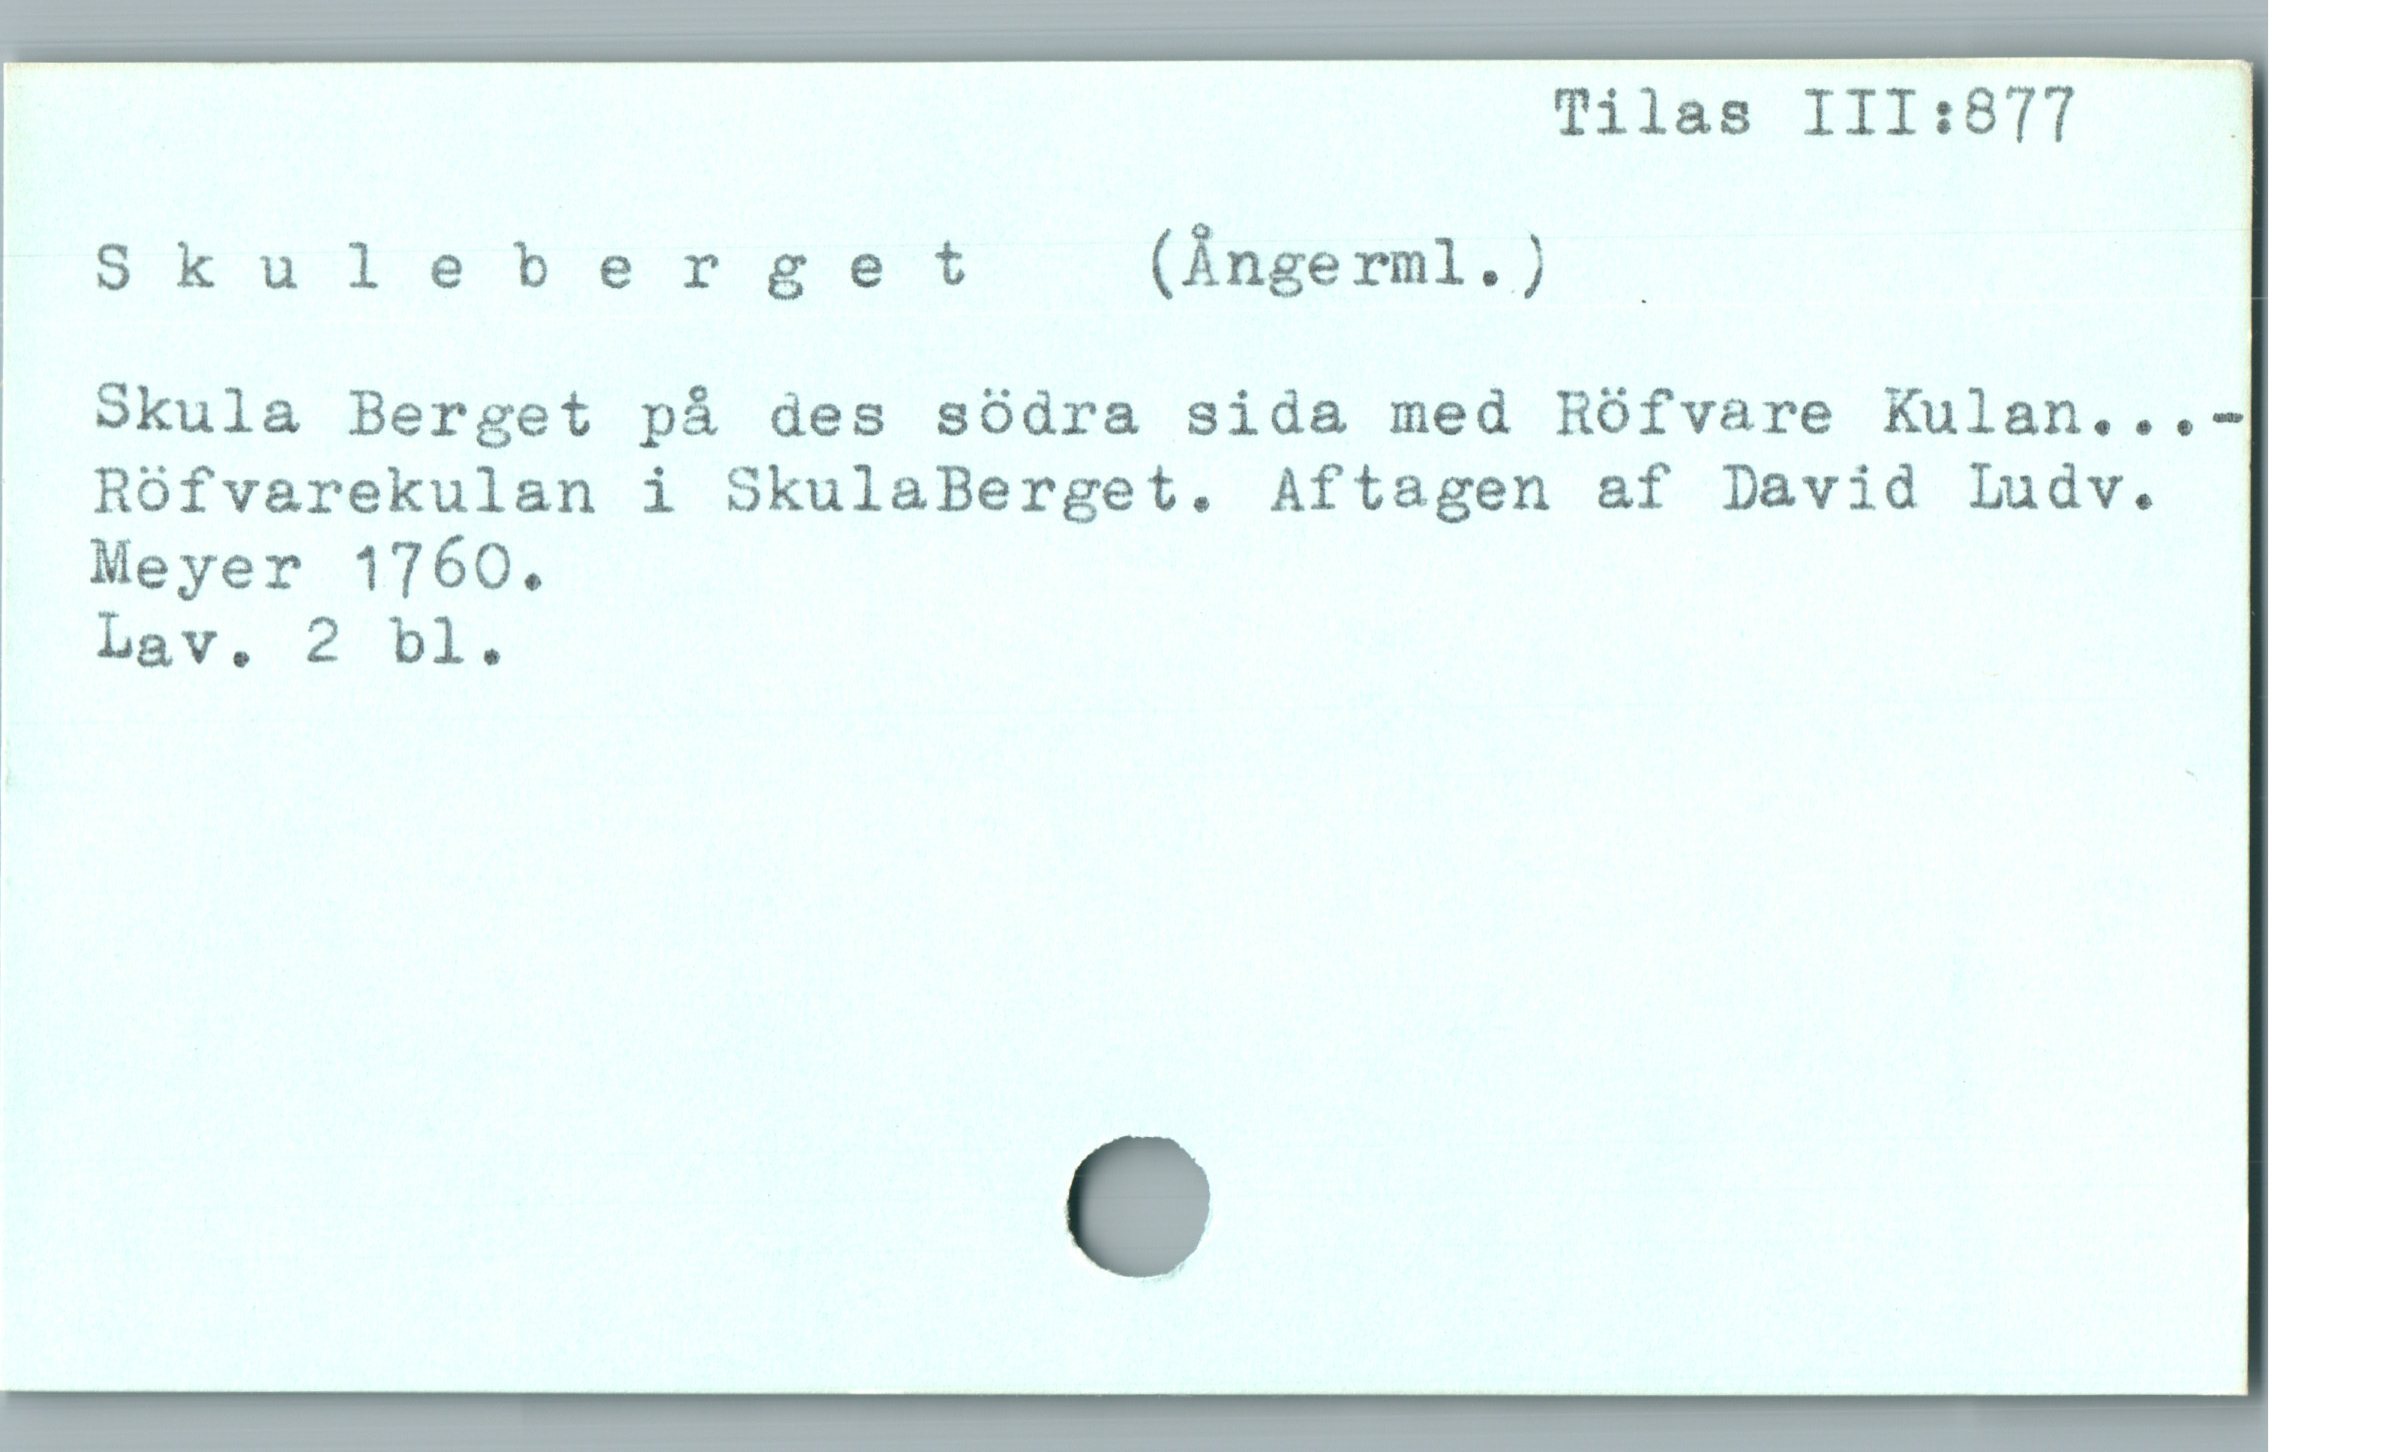 Tilas III:877
S k u l e b e r g e t (Ångerml.)
Skula Berget på des södra sida med Röfvare Kulan...-
Röfvarekulan i SkulaBerget. Aftagen af David Ludv.
Meyer 1760.
Lav. 2 bl.